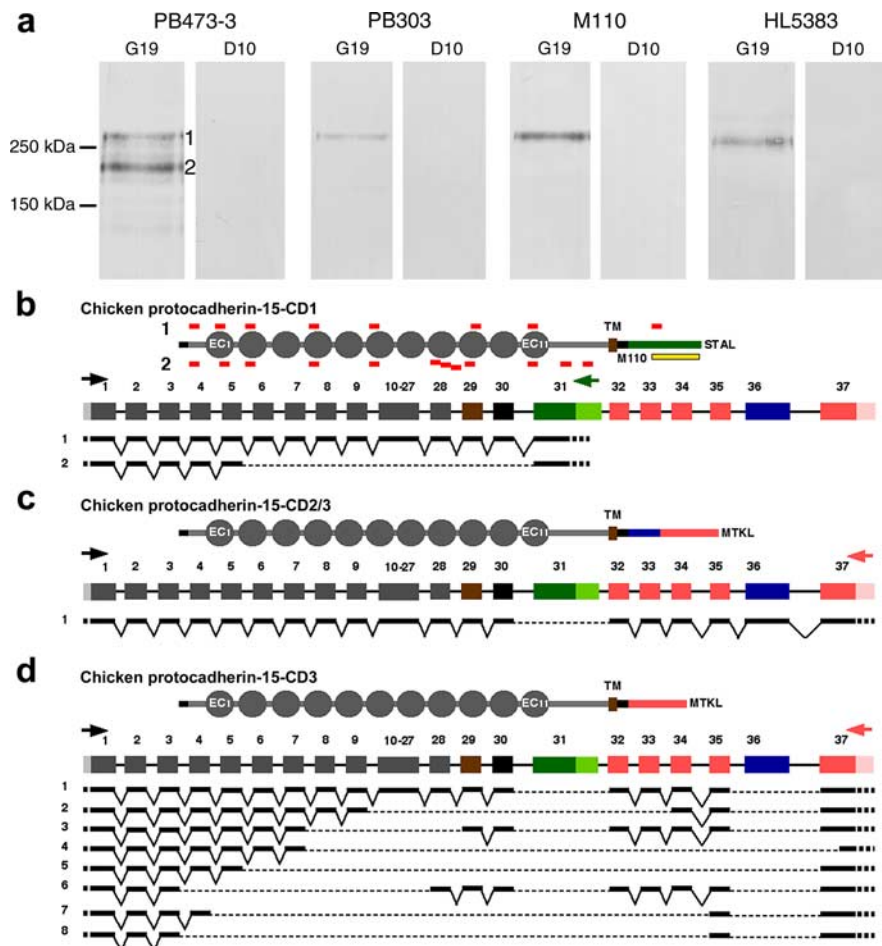 a
PB473-3 PB303 M110 HL5383
G19 D10 G19 D10 G19 D10 G19 D10
250 kDa
1
2
150 kDa
b
Chicken protocadherin-15-CD1
1 EC1 EC11 TM STAL
2 M110
1 2 3 4 5 6 7 8 9 10-27 28 29 30 31 32 33 34 35 36 37
1
2
c
Chicken protocadherin-15-CD2/3
TM
EC1 EC11 MTKL
1 2 3 4 5 6 7 8 9 10-27 28 29 30 31 32 33 34 35 36 37
1
d
Chicken protocadherin-15-CD3
TM
EC1 EC11 MTKL
1 2 3 4 5 6 7 8 9 10-27 28 29 30 31 32 33 34 35 36 37
1
2
3
4
5
6
7
8